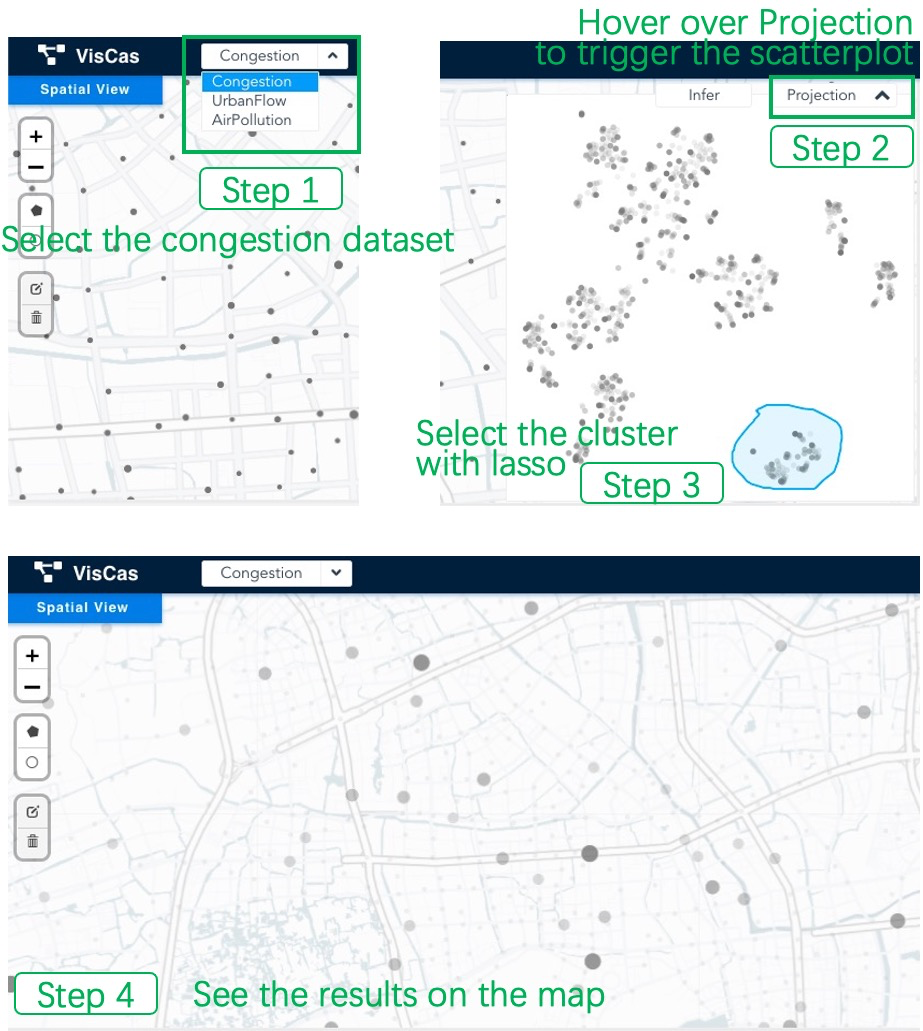 Hover over Projection
to trigger the scatterplot
VisCas
Congestion
Spatial View
Congestion
UrbanFlow
AirPollution
+
−
Step 1
Select the congestion dataset
Infer
Projection
Step 2
Select the cluster
with lasso
Step 3
VisCas
Congestion
Spatial View
+
−
Step 4
See the results on the map